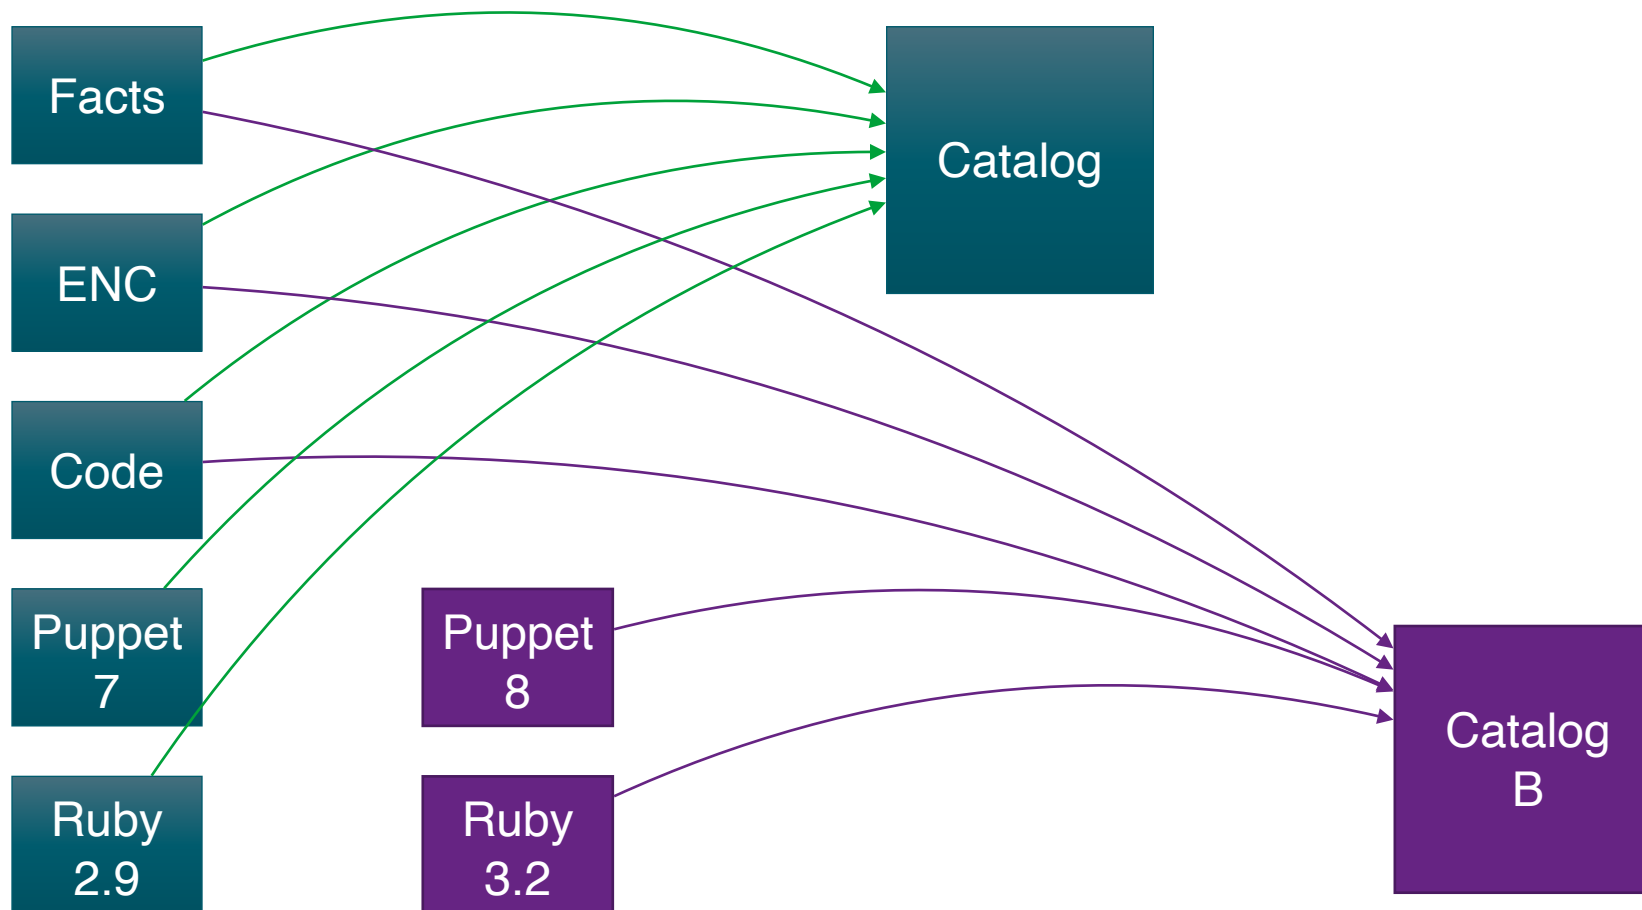 Facts
Catalog
ENC
Code
Puppet
7
Puppet
8
Catalog
B
Ruby
2.9
Ruby
3.2